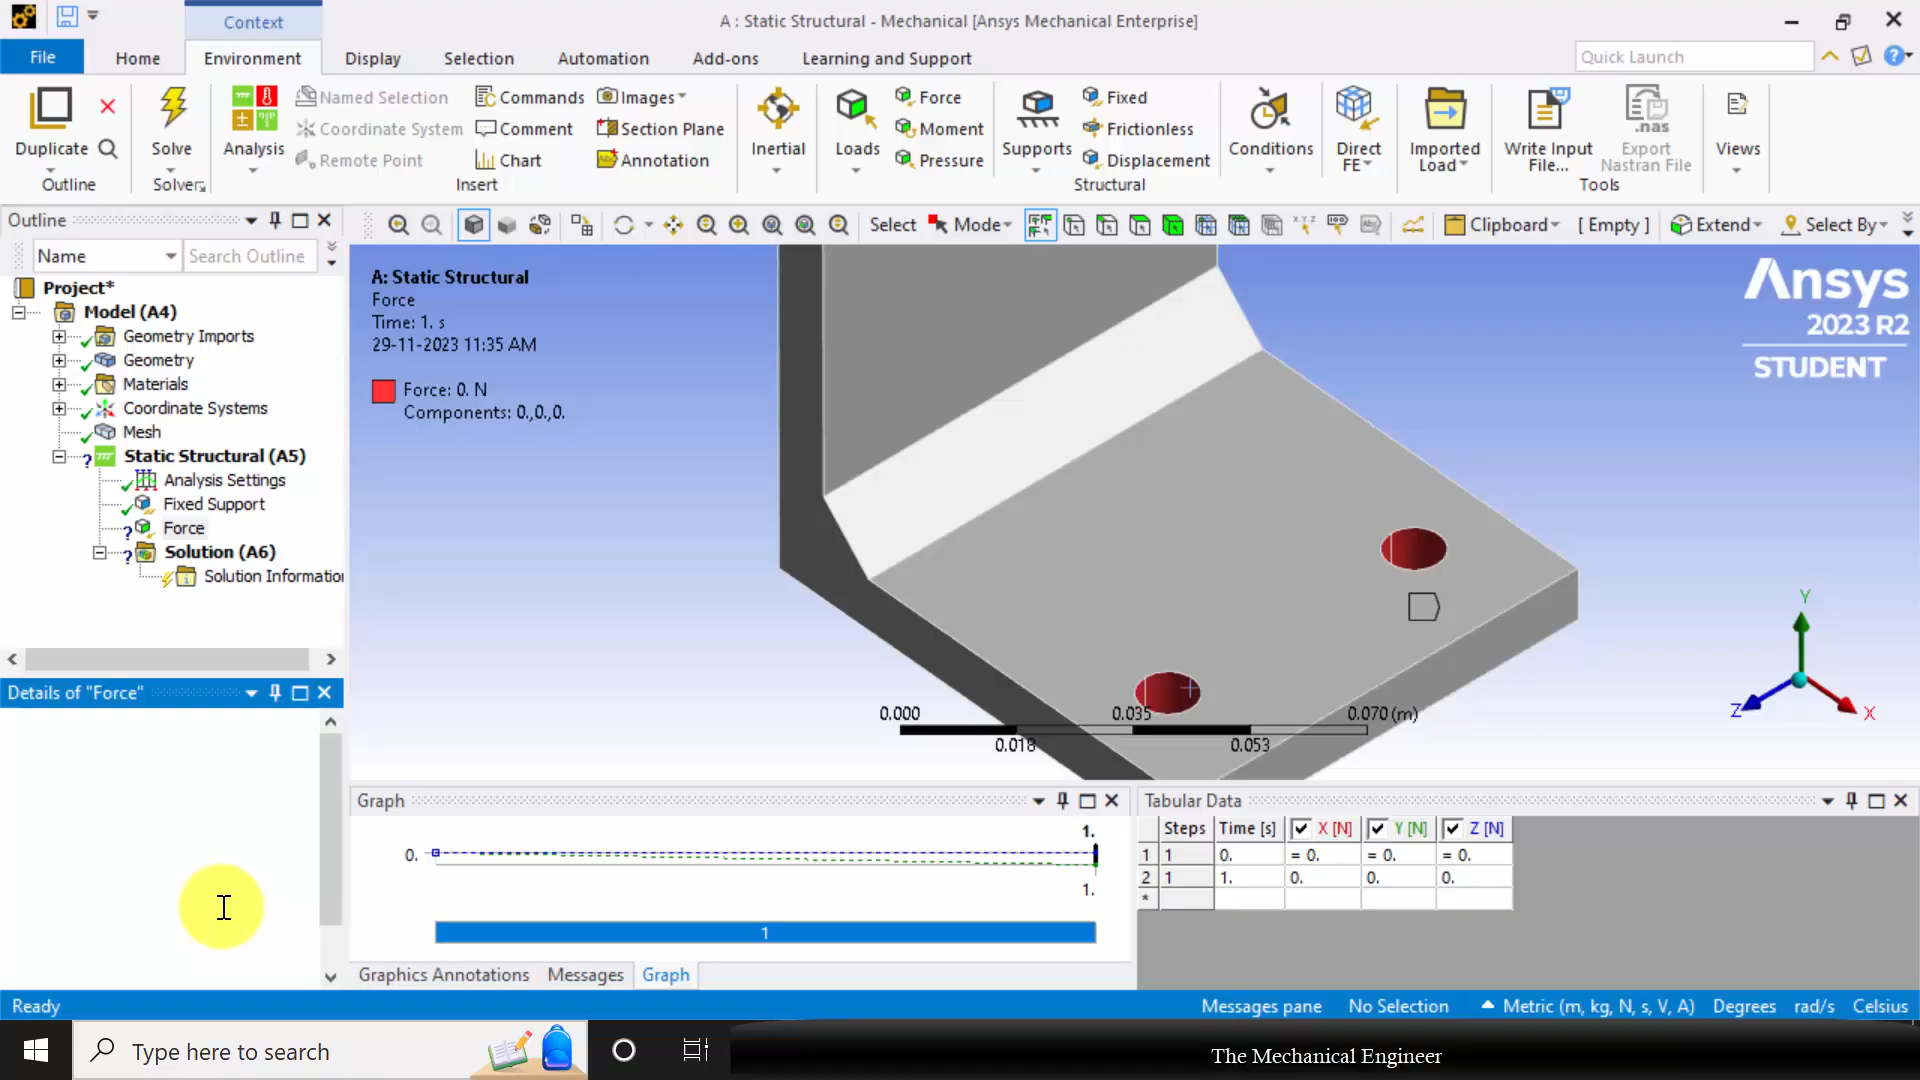 Context
A : Static Structural - Mechanical [Ansys Mechanical Enterprise]
File Home Environment Display Selection Automation Add-ons Learning and Support Quick Launch
Duplicate
Outline
Solve
Solver
Analysis
Named Selection
Coordinate System
Remote Point
Commands
Comment
Chart
Images
Section Plane
Annotation
Insert
Inertial
Loads
Force
Moment
Pressure
Supports
Fixed
Frictionless
Displacement
Structural
Conditions
Direct
FE
Imported
Load
Write Input
File...
.nas
Export
Nastran File
Tools
Views
Outline
Name Search Outline
Select Mode Clipboard [ Empty ] Extend Select By
Project*
Model (A4)
Geometry Imports
Geometry
Materials
Coordinate Systems
Mesh
Static Structural (A5)
Analysis Settings
Fixed Support
Force
Solution (A6)
Solution Informatio
Details of "Force"
A: Static Structural
Force
Time: 1. s
29-11-2023 11:35 AM
Force: 0. N
Components: 0.,0.,0.
Ansys
2023 R2
STUDENT
Y
Z
X
0.000 0.035 0.070 (m)
0.018 0.053
Graph
1.
0.
1.
1
Graphics Annotations Messages Graph
Tabular Data
Steps Time [s] X [N] Y [N] Z [N]
1 1 0. = 0. = 0. = 0.
2 1 1. 0. 0. 0.
*
Ready Messages pane No Selection Metric (m, kg, N, s, V, A) Degrees rad/s Celsius
Type here to search
The Mechanical Engineer